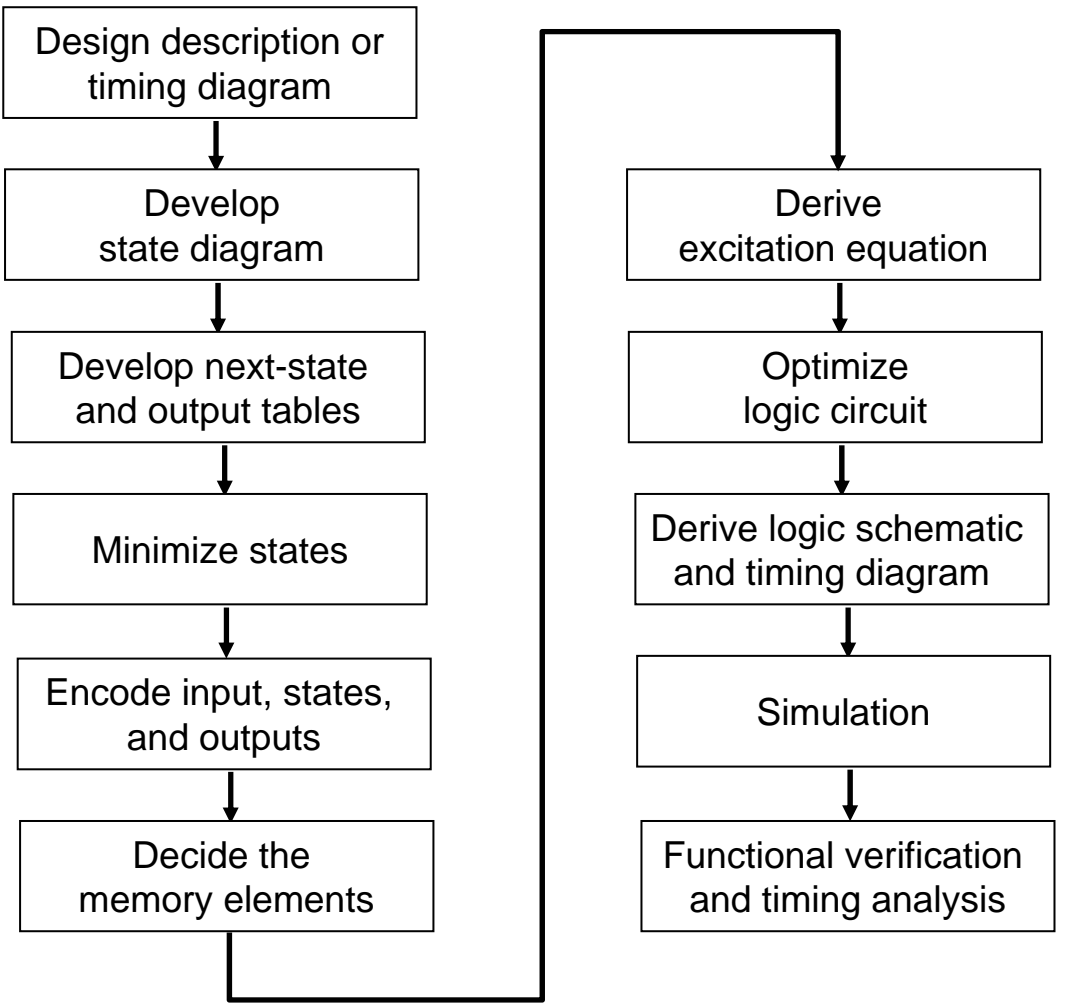 Design description or
timing diagram
Develop
state diagram
Develop next-state
and output tables
Minimize states
Encode input, states,
and outputs
Decide the
memory elements
Derive
excitation equation
Optimize
logic circuit
Derive logic schematic
and timing diagram
Simulation
Functional verification
and timing analysis